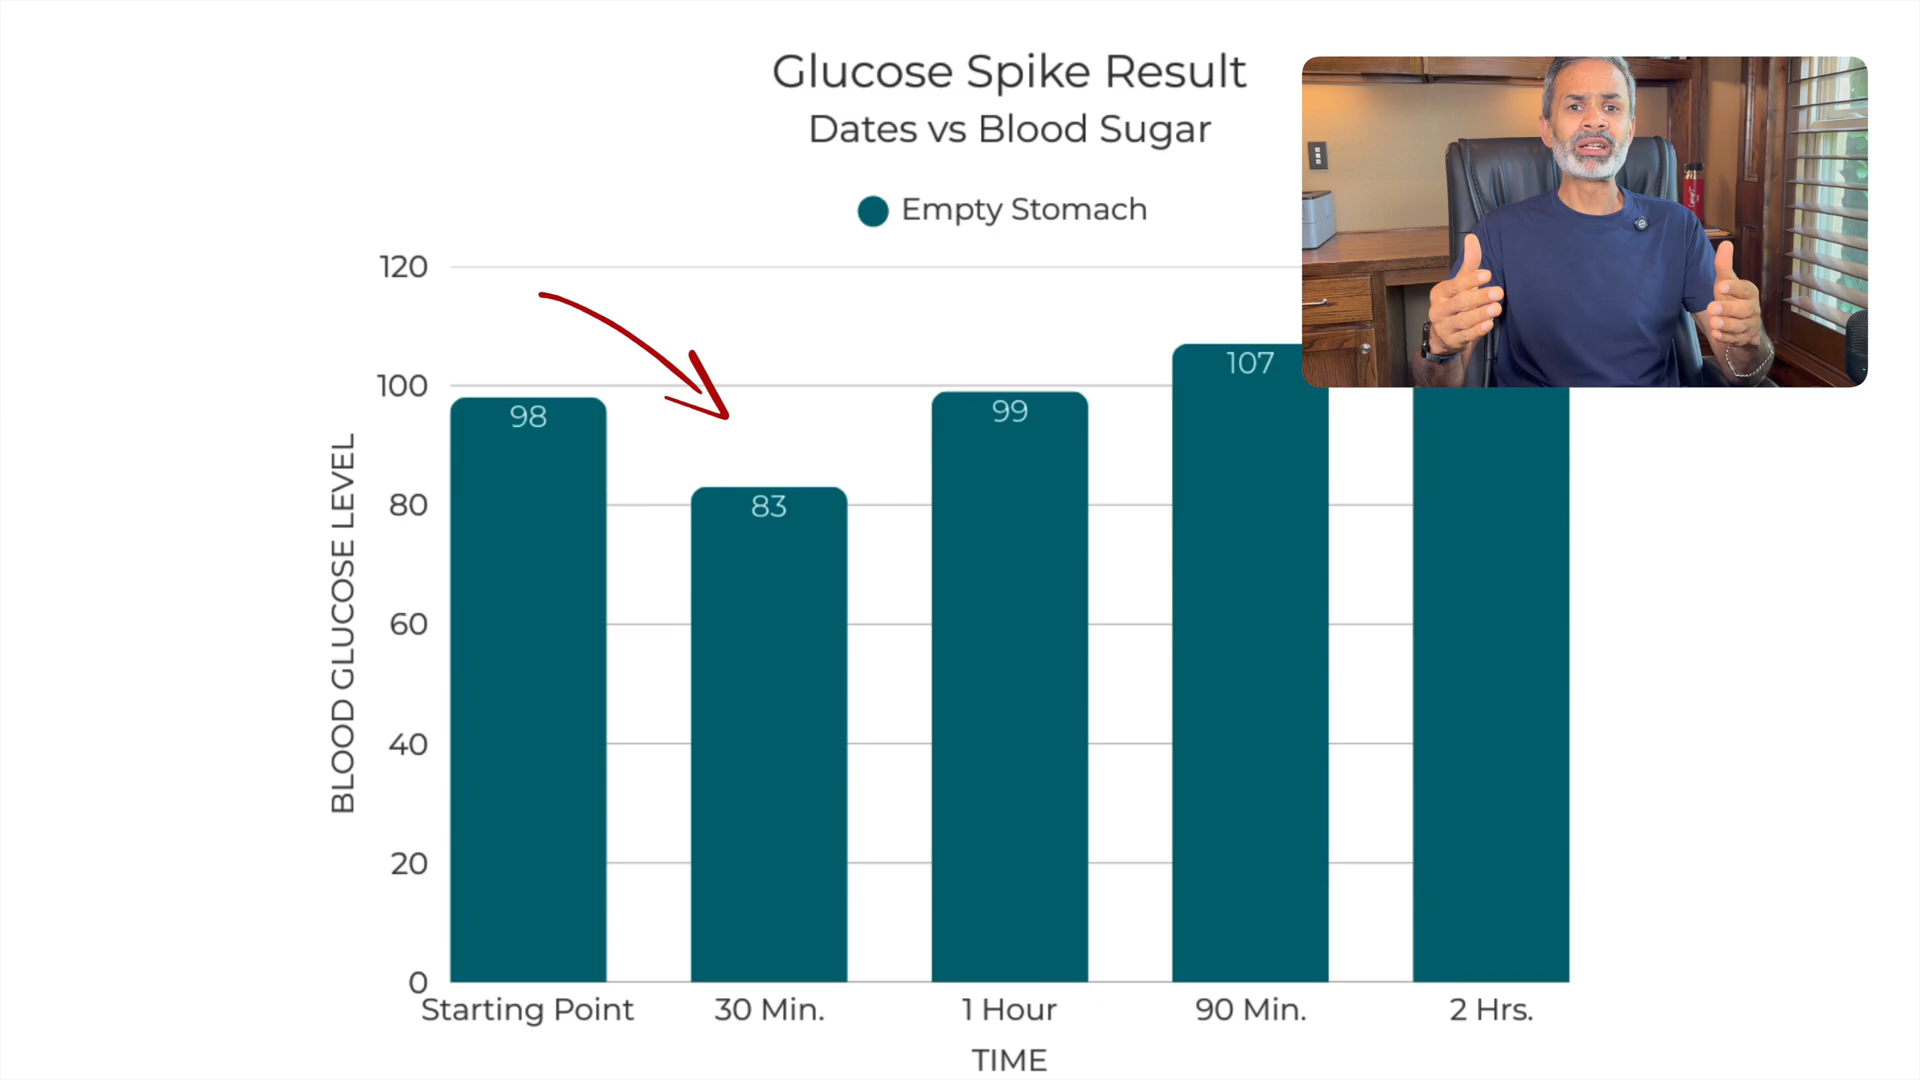 Glucose Spike Result
Dates vs Blood Sugar
Empty Stomach
120
100
80
60
40
20
0
BLOOD GLUCOSE LEVEL
98
83
99
107
Starting Point
30 Min.
1 Hour
90 Min.
2 Hrs.
TIME